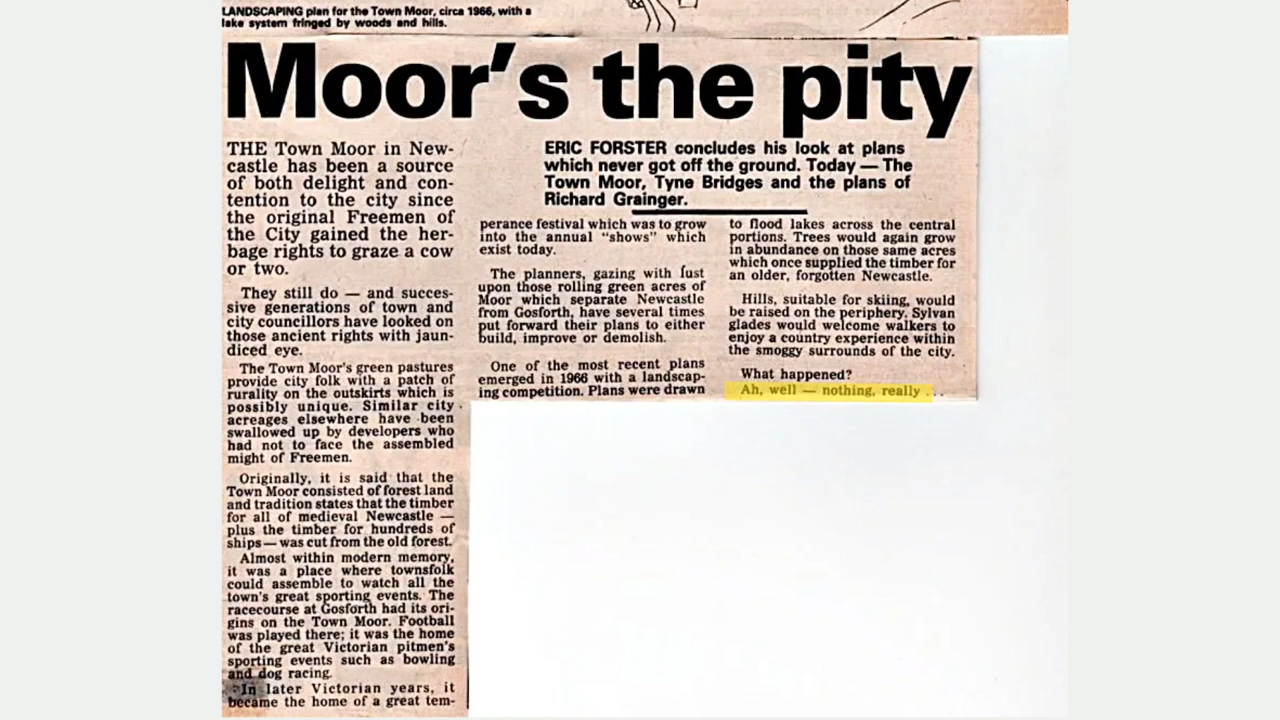 LANDSCAPING plan for the Town Moor, circa 1966, with a
lake system fringed by woods and hills.
Moor's the pity
ERIC FORSTER concludes his look at plans
which never got off the ground. Today — The
Town Moor, Tyne Bridges and the plans of
Richard Grainger.
THE Town Moor in New-
castle has been a source
of both delight and con-
tention to the city since
the original Freemen of
the City gained the her-
bage rights to graze a cow
or two.
They still do — and succes-
sive generations of town and
city councillors have looked on
those ancient rights with jaun-
diced eye.
The Town Moor's green pastures
provide city folk with a patch of
rurality on the outskirts which is
possibly unique. Similar city
acreages elsewhere have been
swallowed up by developers who
had not to face the assembled
might of Freemen.
Originally, it is said that the
Town Moor consisted of forest land
and tradition states that the timber
for all of medieval Newcastle —
plus the timber for hundreds of
ships — was cut from the old forest.
Almost within modern memory,
it was a place where townsfolk
could assemble to watch all the
town's great sporting events. The
racecourse at Gosforth had its ori-
gins on the Town Moor. Football
was played there; it was the home
of the great Victorian pitmen's
sporting events such as bowling
and dog racing.
In later Victorian years, it
became the home of a great tem-
perance festival which was to grow
into the annual "shows" which
exist today.
The planners, gazing with lust
upon those rolling green acres of
Moor which separate Newcastle
from Gosforth, have several times
put forward their plans to either
build, improve or demolish.
One of the most recent plans
emerged in 1966 with a landscap-
ing competition. Plans were drawn
to flood lakes across the central
portions. Trees would again grow
in abundance on those same acres
which once supplied the timber for
an older, forgotten Newcastle.
Hills, suitable for skiing, would
be raised on the periphery. Sylvan
glades would welcome walkers to
enjoy a country experience within
the smoggy surrounds of the city.
What happened?
Ah, well — nothing, really ...